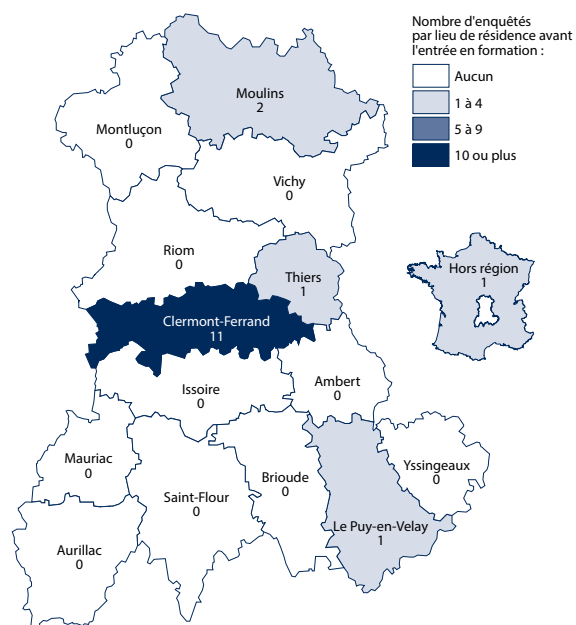 Nombre d'enquêtés
par lieu de résidence avant
l'entrée en formation :
Aucun
1 à 4
5 à 9
10 ou plus
Moulins
2
Montluçon
0
Vichy
0
Riom
0
Thiers
1
Hors région
1
Clermont-Ferrand
11
Issoire
0
Ambert
0
Mauriac
0
Saint-Flour
0
Brioude
0
Yssingeaux
0
Le Puy-en-Velay
1
Aurillac
0